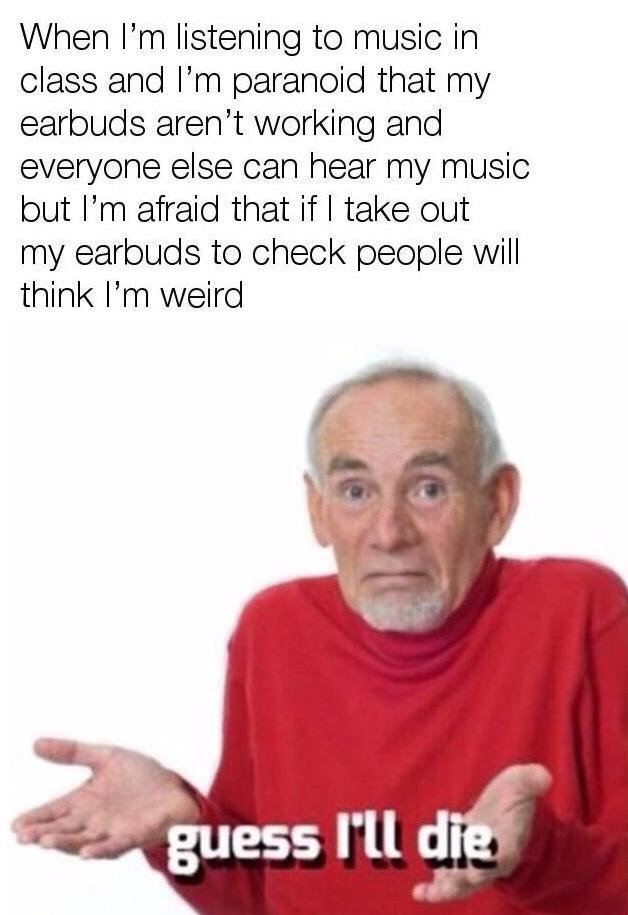 When I’m listening to music in
class and I’m paranoid that my
earbuds aren’t working and
everyone else can hear my music
but I’m afraid that if I take out
my earbuds to check people will
think I’m weird
guess I'll die